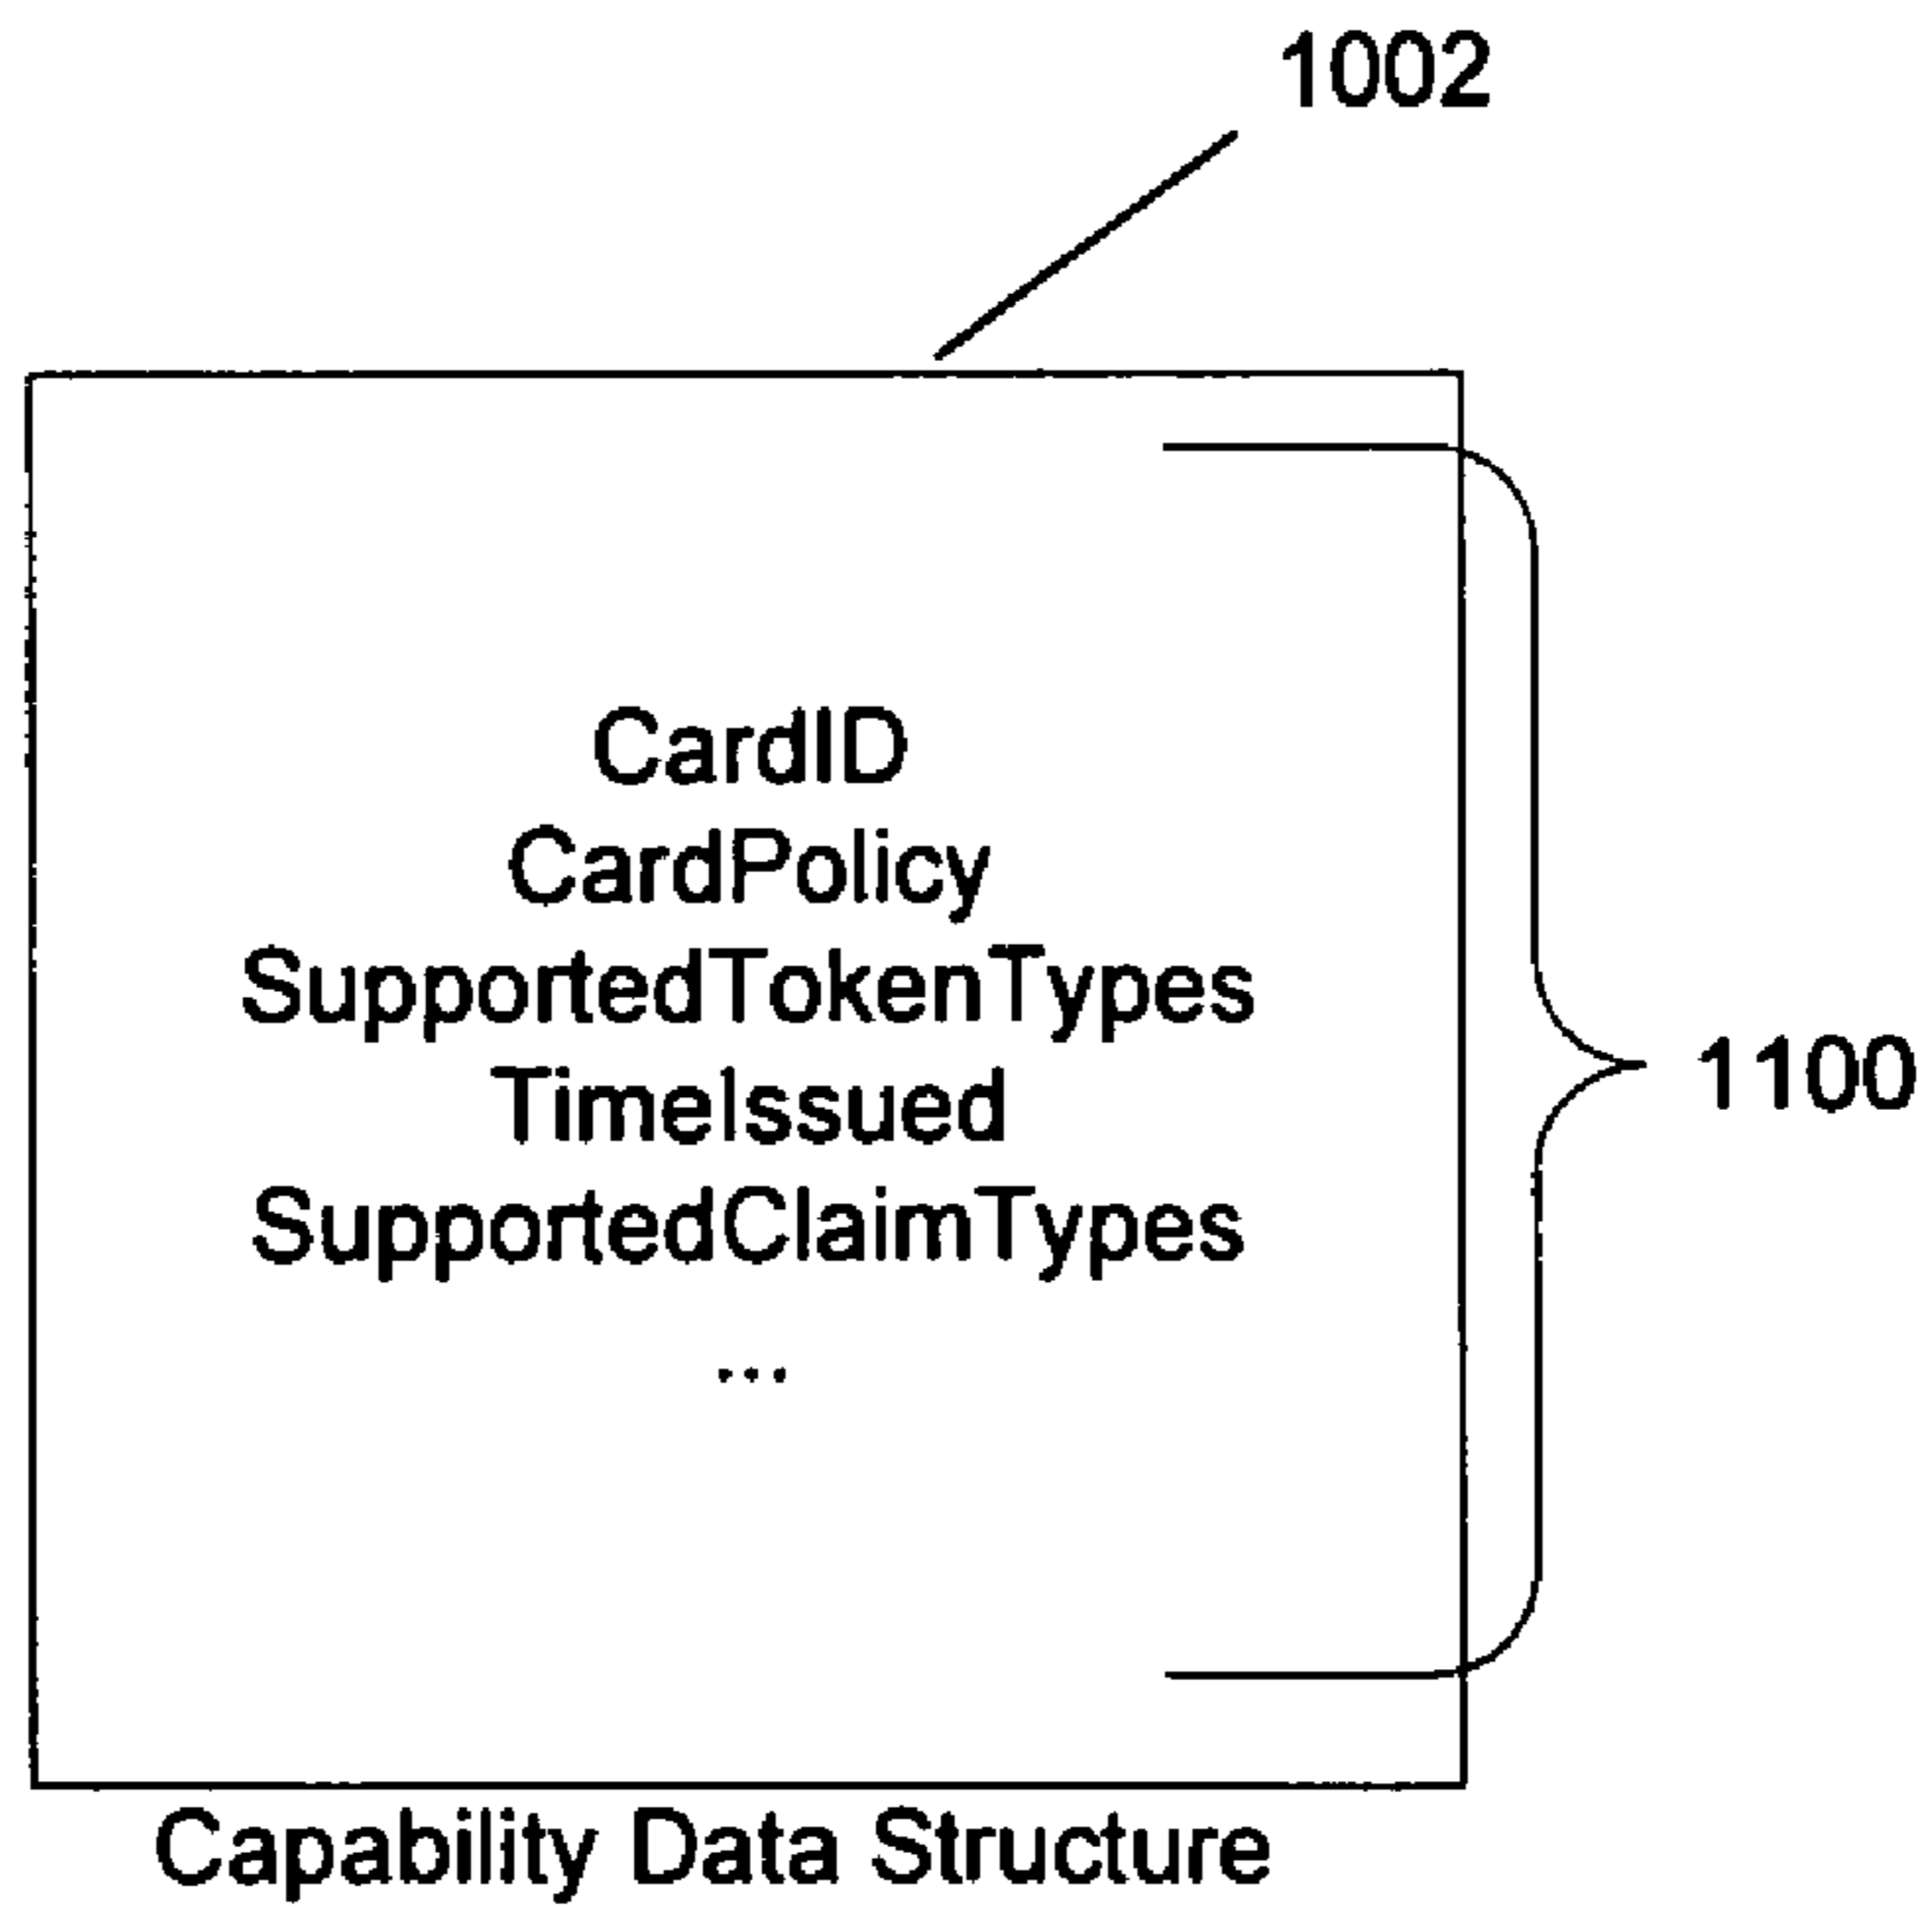 1002
CardID
CardPolicy
SupportedTokenTypes
TimeIssued
SupportedClaimTypes
...
1100
Capability Data Structure